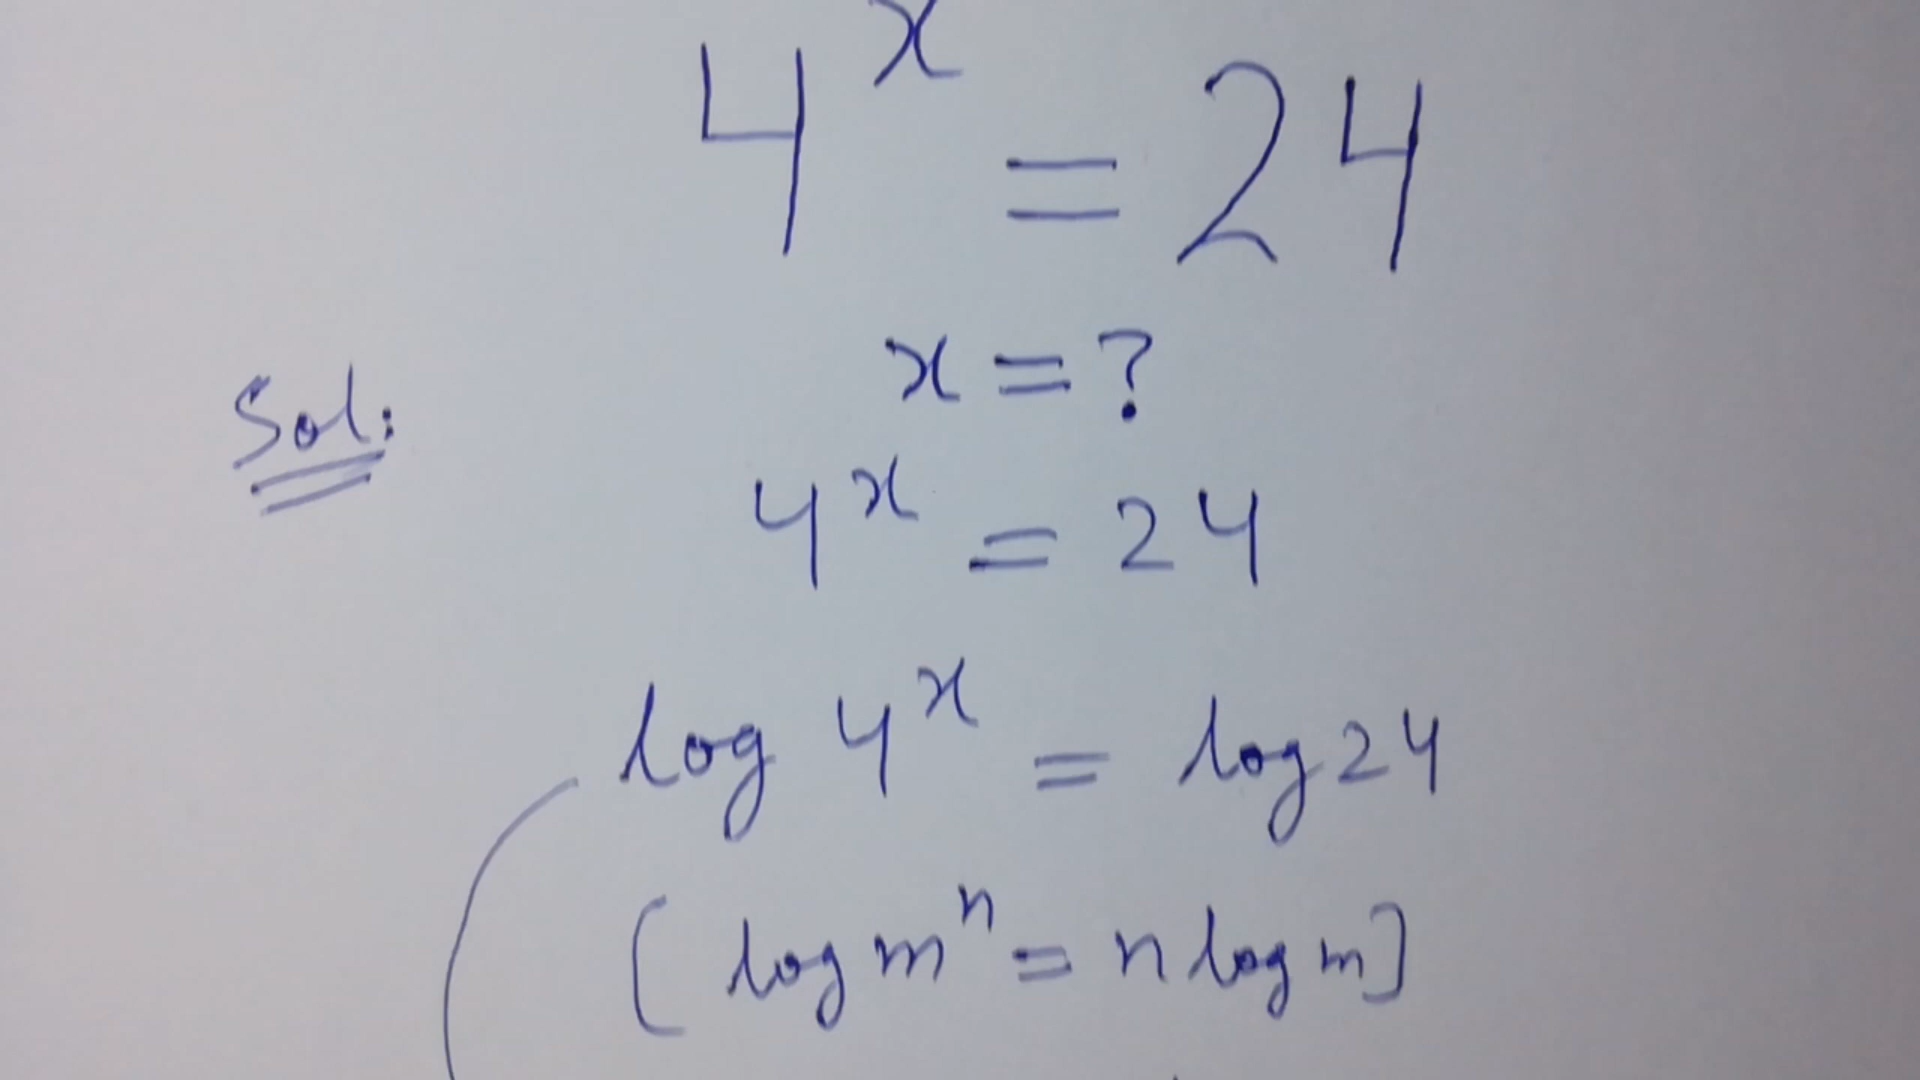 4^x = 24
x = ?
Sol:
4^x = 24
log 4^x = log 24
[log m^n = n log m]